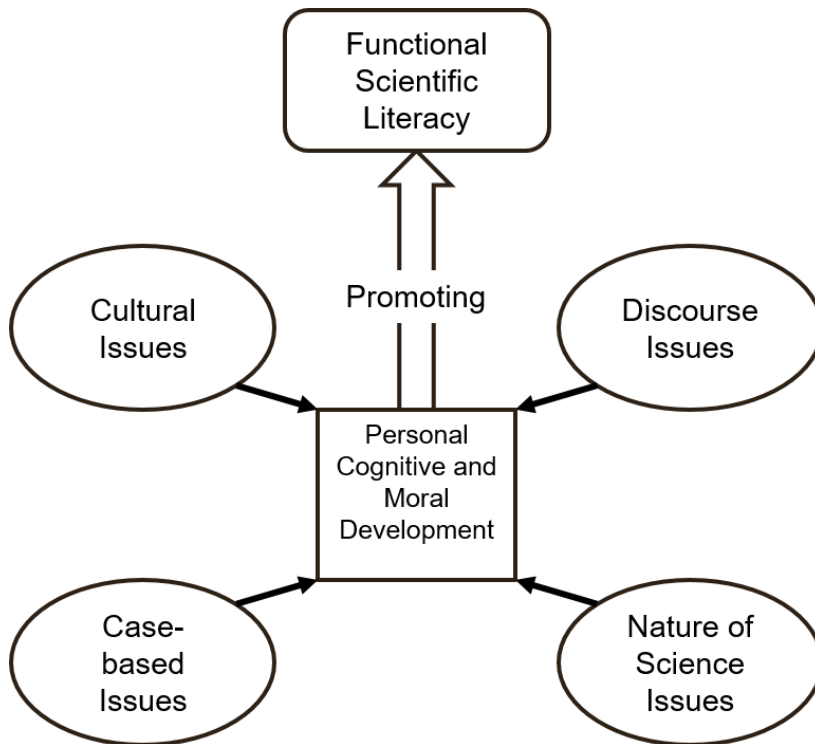 Functional
Scientific
Literacy
Promoting
Cultural
Issues
Discourse
Issues
Personal
Cognitive and
Moral
Development
Case-
based
Issues
Nature of
Science
Issues